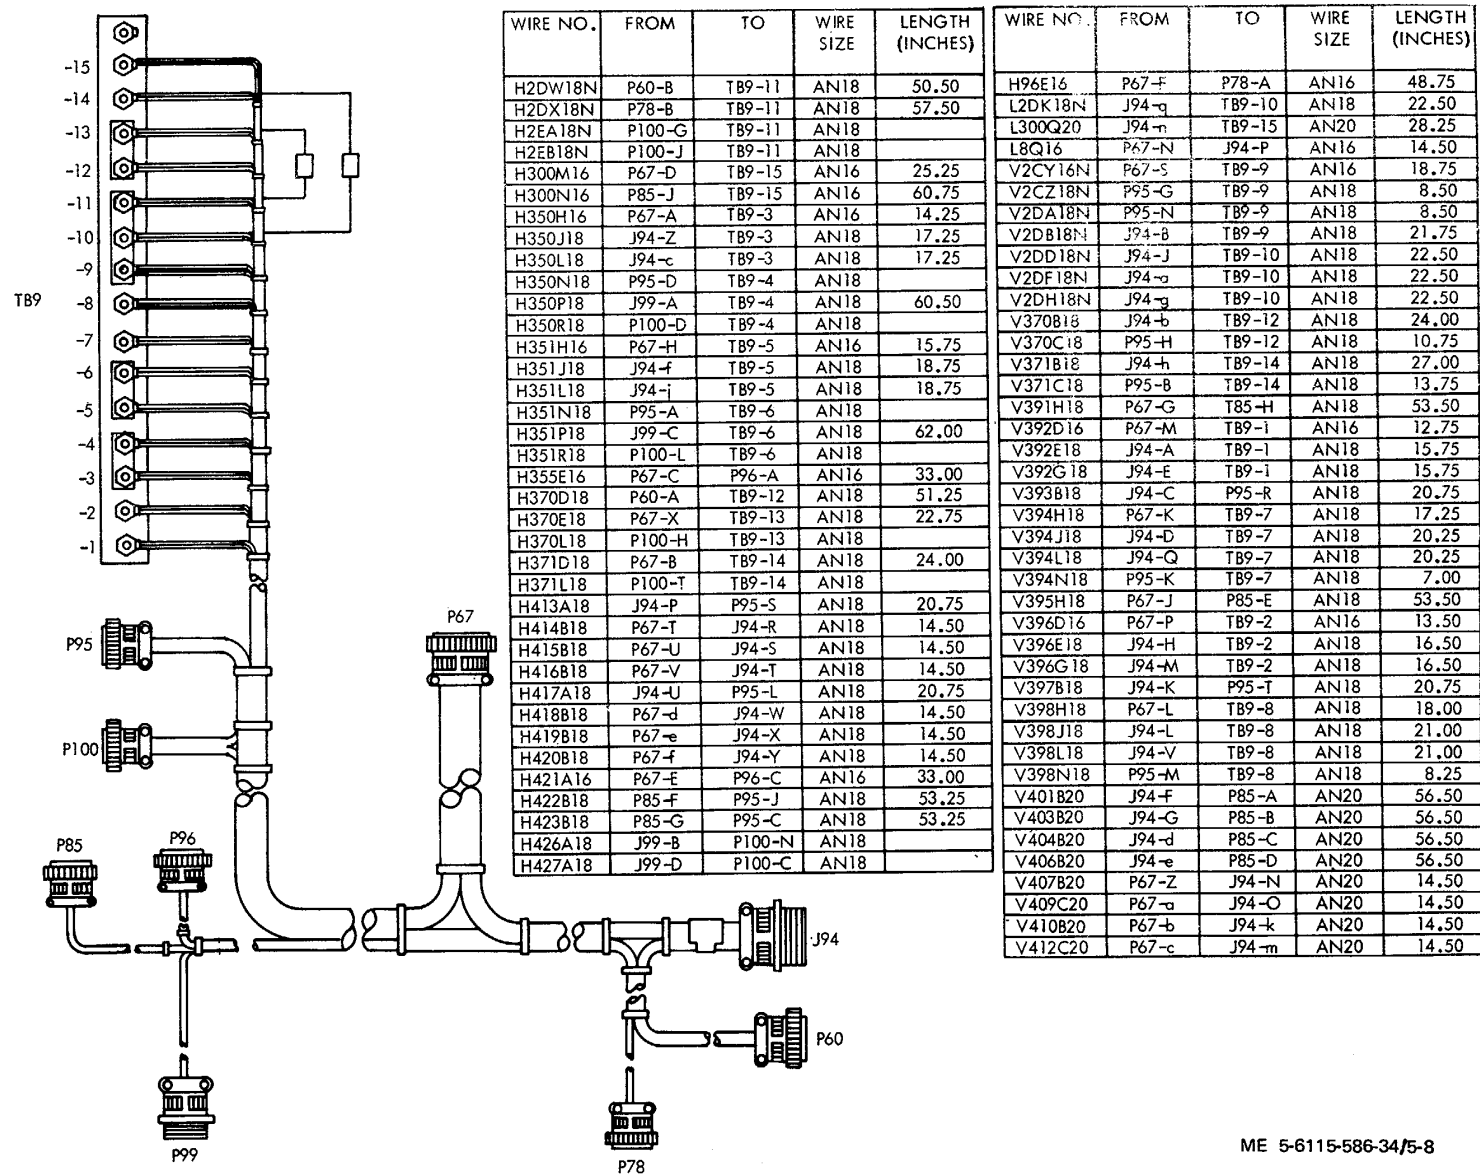 WIRE NO. FROM TO WIRE SIZE LENGTH (INCHES)
H2DW18N P60-B TB9-11 AN18 50.50
H2DX18N P78-B TB9-11 AN18 57.50
H2EA18N P100-G TB9-11 AN18
H2EB18N P100-J TB9-11 AN18
H300M16 P67-D TB9-15 AN16 25.25
H300N16 P85-J TB9-15 AN16 60.75
H350H16 P67-A TB9-3 AN16 14.25
H350J18 J94-Z TB9-3 AN18 17.25
H350L18 J94-c TB9-3 AN18 17.25
H350N18 P95-D TB9-4 AN18
H350P18 J99-A TB9-4 AN18 60.50
H350R18 P100-D TB9-4 AN18
H351H16 P67-H TB9-5 AN16 15.75
H351J18 J94-f TB9-5 AN18 18.75
H351L18 J94-j TB9-5 AN18 18.75
H351N18 P95-A TB9-6 AN18
H351P18 J99-C TB9-6 AN18 62.00
H351R18 P100-L TB9-6 AN18
H355E16 P67-C P96-A AN16 33.00
H370D18 P60-A TB9-12 AN18 51.25
H370E18 P67-X TB9-13 AN18 22.75
H370L18 P100-H TB9-13 AN18
H371D18 P67-B TB9-14 AN18 24.00
H371L18 P100-T TB9-14 AN18
H413A18 J94-P P95-S AN18 20.75
H414B18 P67-T J94-R AN18 14.50
H415B18 P67-U J94-S AN18 14.50
H416B18 P67-V J94-T AN18 14.50
H417A18 J94-U P95-L AN18 20.75
H418B18 P67-d J94-W AN18 14.50
H419B18 P67-e J94-X AN18 14.50
H420B18 P67-f J94-Y AN18 14.50
H421A16 P67-E P96-C AN16 33.00
H422B18 P85-F P95-J AN18 53.25
H423B18 P85-G P95-C AN18 53.25
H426A18 J99-B P100-N AN18
H427A18 J99-D P100-C AN18
WIRE NO. FROM TO WIRE SIZE LENGTH (INCHES)
H96E16 P67-F P78-A AN16 48.75
L2DK18N J94-q TB9-10 AN18 22.50
L300Q20 J94-n TB9-15 AN20 28.25
L8Q16 P67-N J94-P AN16 14.50
V2CY16N P67-S TB9-9 AN16 18.75
V2CZ18N P95-G TB9-9 AN18 8.50
V2DA18N P95-N TB9-9 AN18 8.50
V2DB18N J94-B TB9-9 AN18 21.75
V2DD18N J94-J TB9-10 AN18 22.50
V2DF18N J94-a TB9-10 AN18 22.50
V2DH18N J94-g TB9-10 AN18 22.50
V370B18 J94-b TB9-12 AN18 24.00
V370C18 P95-H TB9-12 AN18 10.75
V371B18 J94-h TB9-14 AN18 27.00
V371C18 P95-B TB9-14 AN18 13.75
V391H18 P67-G T85-H AN18 53.50
V392D16 P67-M TB9-1 AN16 12.75
V392E18 J94-A TB9-1 AN18 15.75
V392G18 J94-E TB9-1 AN18 15.75
V393B18 J94-C P95-R AN18 20.75
V394H18 P67-K TB9-7 AN18 17.25
V394J18 J94-D TB9-7 AN18 20.25
V394L18 J94-Q TB9-7 AN18 20.25
V394N18 P95-K TB9-7 AN18 7.00
V395H18 P67-J P85-E AN18 53.50
V396D16 P67-P TB9-2 AN16 13.50
V396E18 J94-H TB9-2 AN18 16.50
V396G18 J94-M TB9-2 AN18 16.50
V397B18 J94-K P95-T AN18 20.75
V398H18 P67-L TB9-8 AN18 18.00
V398J18 J94-L TB9-8 AN18 21.00
V398L18 J94-V TB9-8 AN18 21.00
V398N18 P95-M TB9-8 AN18 8.25
V401B20 J94-F P85-A AN20 56.50
V403B20 J94-G P85-B AN20 56.50
V404B20 J94-d P85-C AN20 56.50
V406B20 J94-e P85-D AN20 56.50
V407B20 P67-Z J94-N AN20 14.50
V409C20 P67-a J94-O AN20 14.50
V410B20 P67-b J94-k AN20 14.50
V412C20 P67-c J94-m AN20 14.50
-15
-14
-13
-12
-11
-10
-9
TB9
-8
-7
-6
-5
-4
-3
-2
-1
P95
P67
P100
P85
P96
J94
P60
P99
P78
ME 5-6115-586-34/5-8